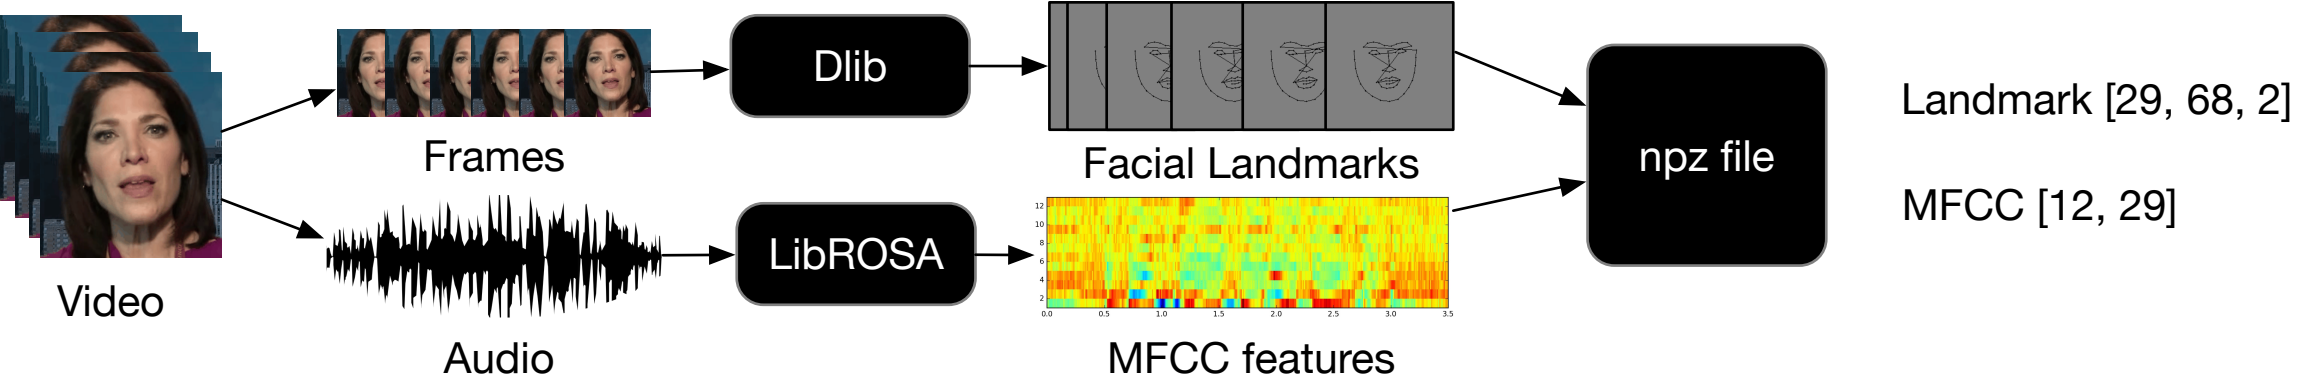 Video
Frames
Audio
Dlib
LibROSA
Facial Landmarks
12
10
8
6
4
2
0.0 0.5 1.0 1.5 2.0 2.5 3.0 3.5
MFCC features
npz file
Landmark [29, 68, 2]
MFCC [12, 29]